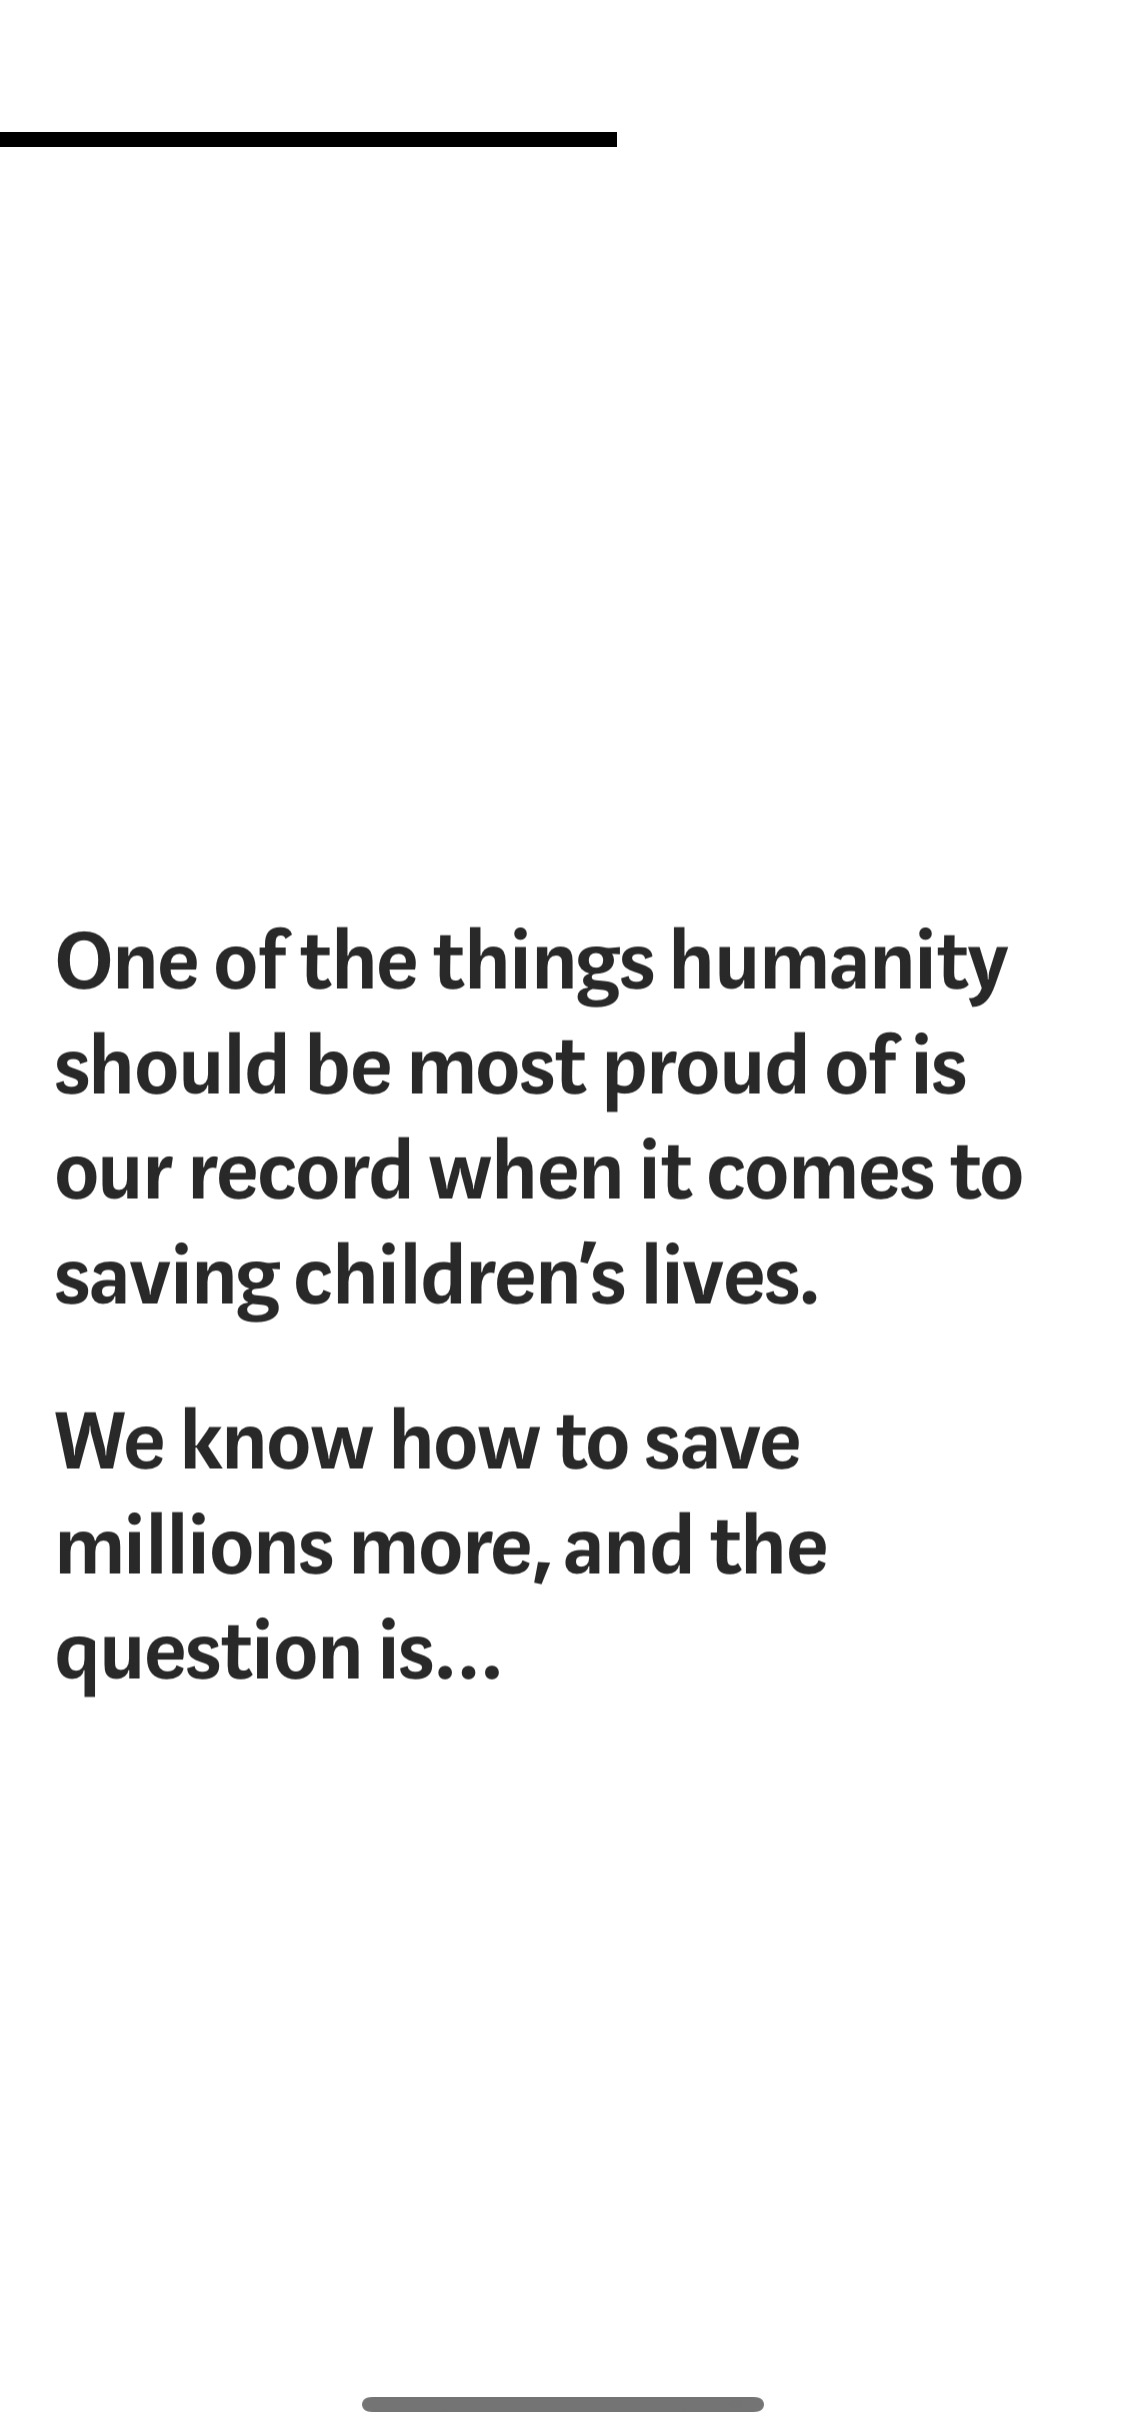 One of the things humanity
should be most proud of is
our record when it comes to
saving children’s lives.
We know how to save
millions more, and the
question is…